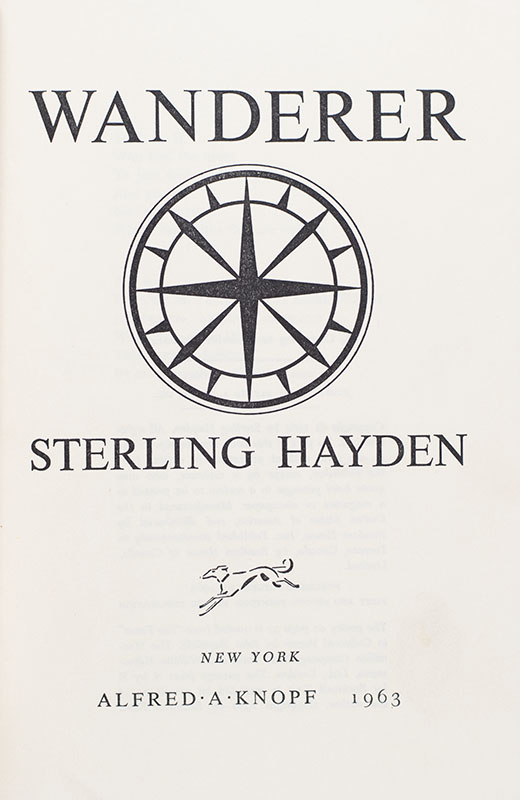 WANDERER
STERLING HAYDEN
NEW YORK
ALFRED·A·KNOPF 1963